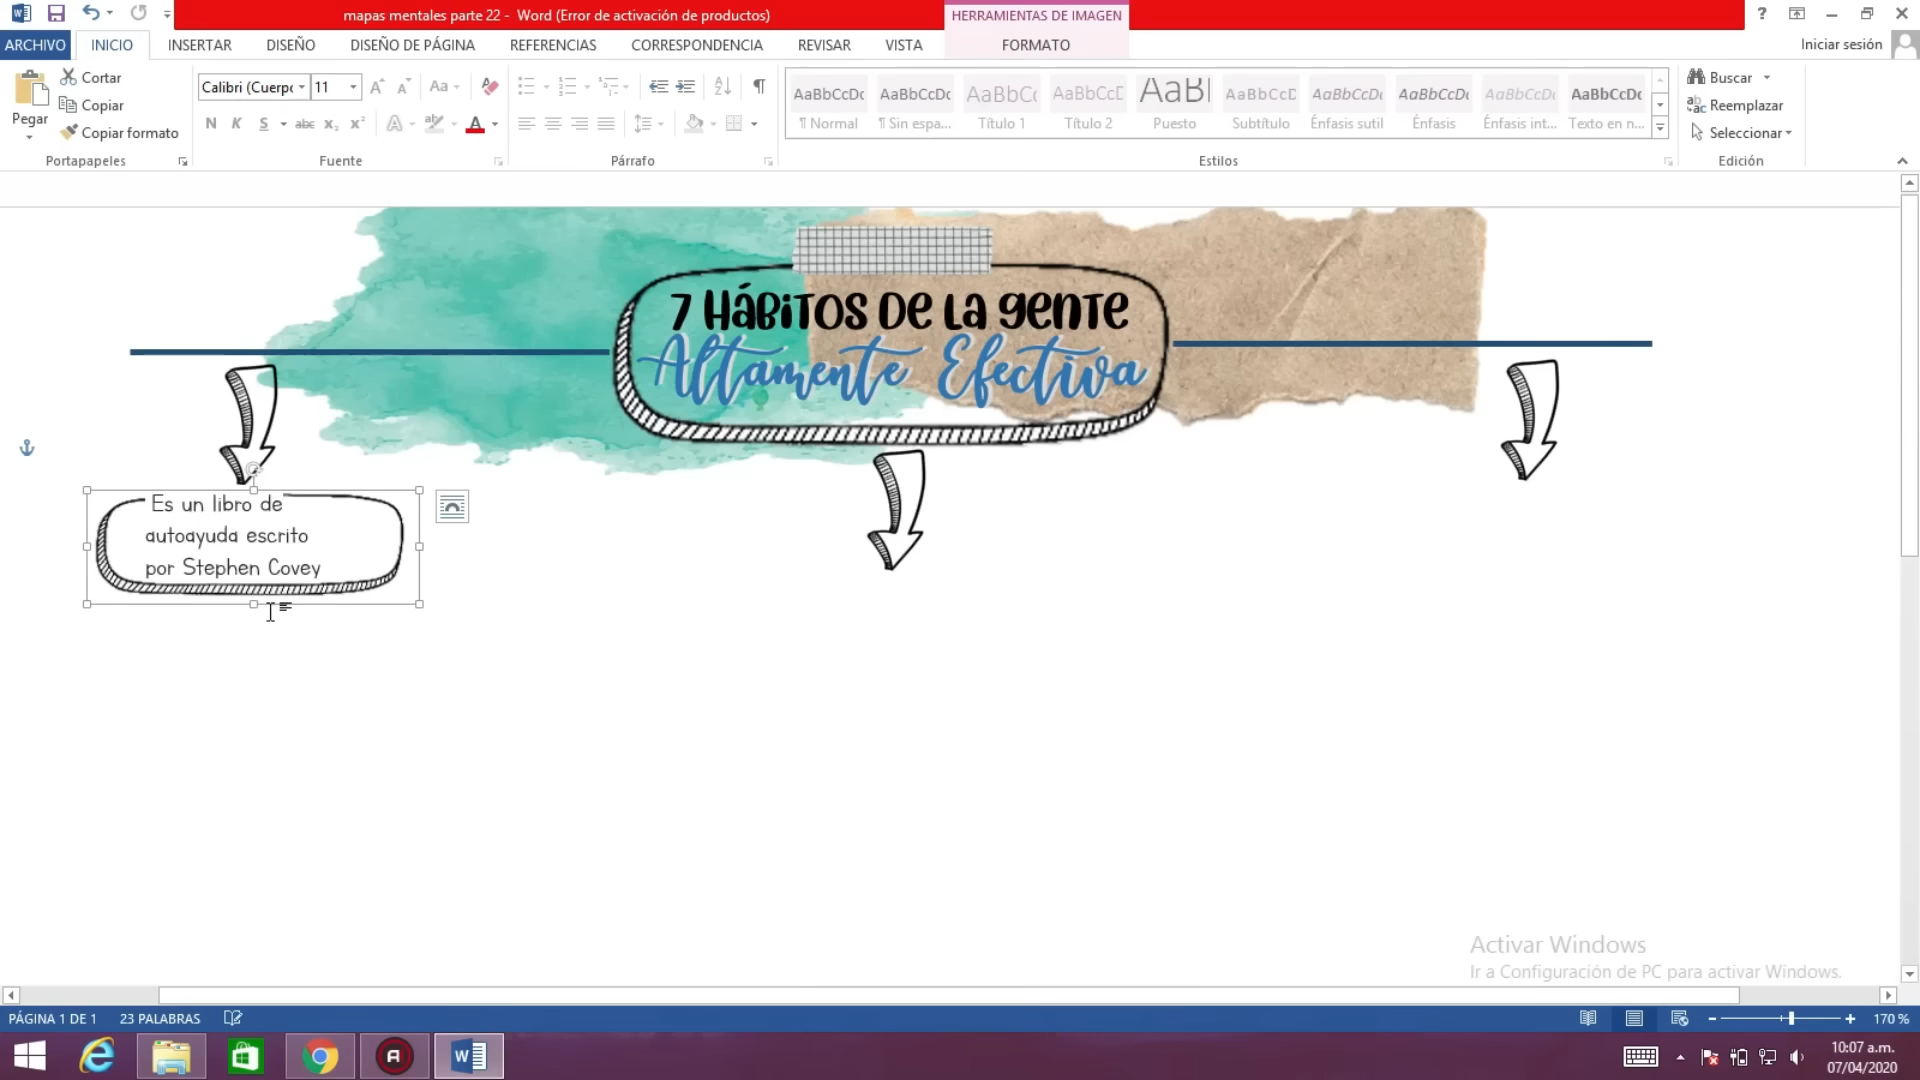 mapas mentales parte 22 - Word (Error de activación de productos)
HERRAMIENTAS DE IMAGEN
ARCHIVO INICIO INSERTAR DISEÑO DISEÑO DE PÁGINA REFERENCIAS CORRESPONDENCIA REVISAR VISTA FORMATO Iniciar sesión
Pegar
Cortar
Copiar
Copiar formato
Portapapeles
Calibri (Cuerpo 11
N K S abc x₂ x² A ab A
Fuente
Párrafo
AaBbCcDc AaBbCcDc AaBbCc AaBbCcD AaBl AaBbCcD AaBbCcDc AaBbCcDc AaBbCcDc AaBbCcDc
¶ Normal ¶ Sin espa... Título 1 Título 2 Puesto Subtítulo Énfasis sutil Énfasis Énfasis int... Texto en n...
Estilos
Buscar
Reemplazar
Seleccionar
Edición
7 Hábitos de la gente
Altamente Efectiva
Es un libro de
autoayuda escrito
por Stephen Covey
Activar Windows
Ir a Configuración de PC para activar Windows.
PÁGINA 1 DE 1 23 PALABRAS 170 %
10:07 a.m.
07/04/2020